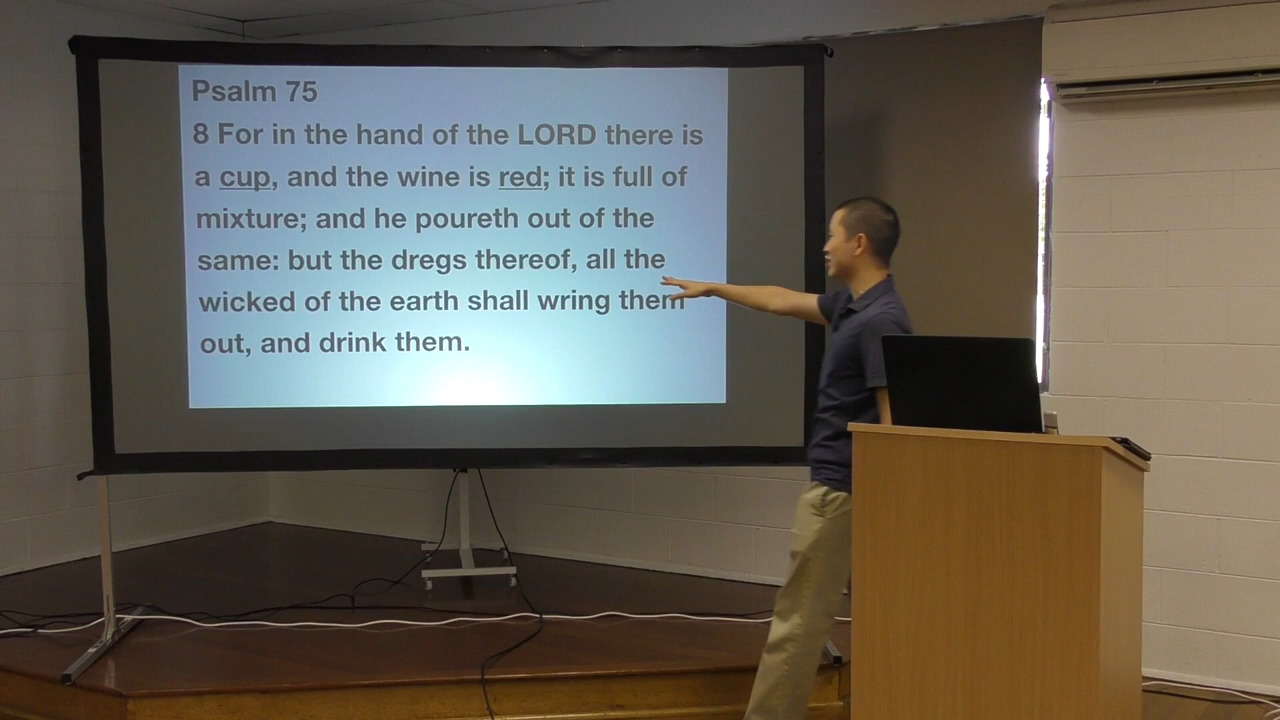 Psalm 75
8 For in the hand of the LORD there is
a cup, and the wine is red; it is full of
mixture; and he poureth out of the
same: but the dregs thereof, all the
wicked of the earth shall wring them
out, and drink them.